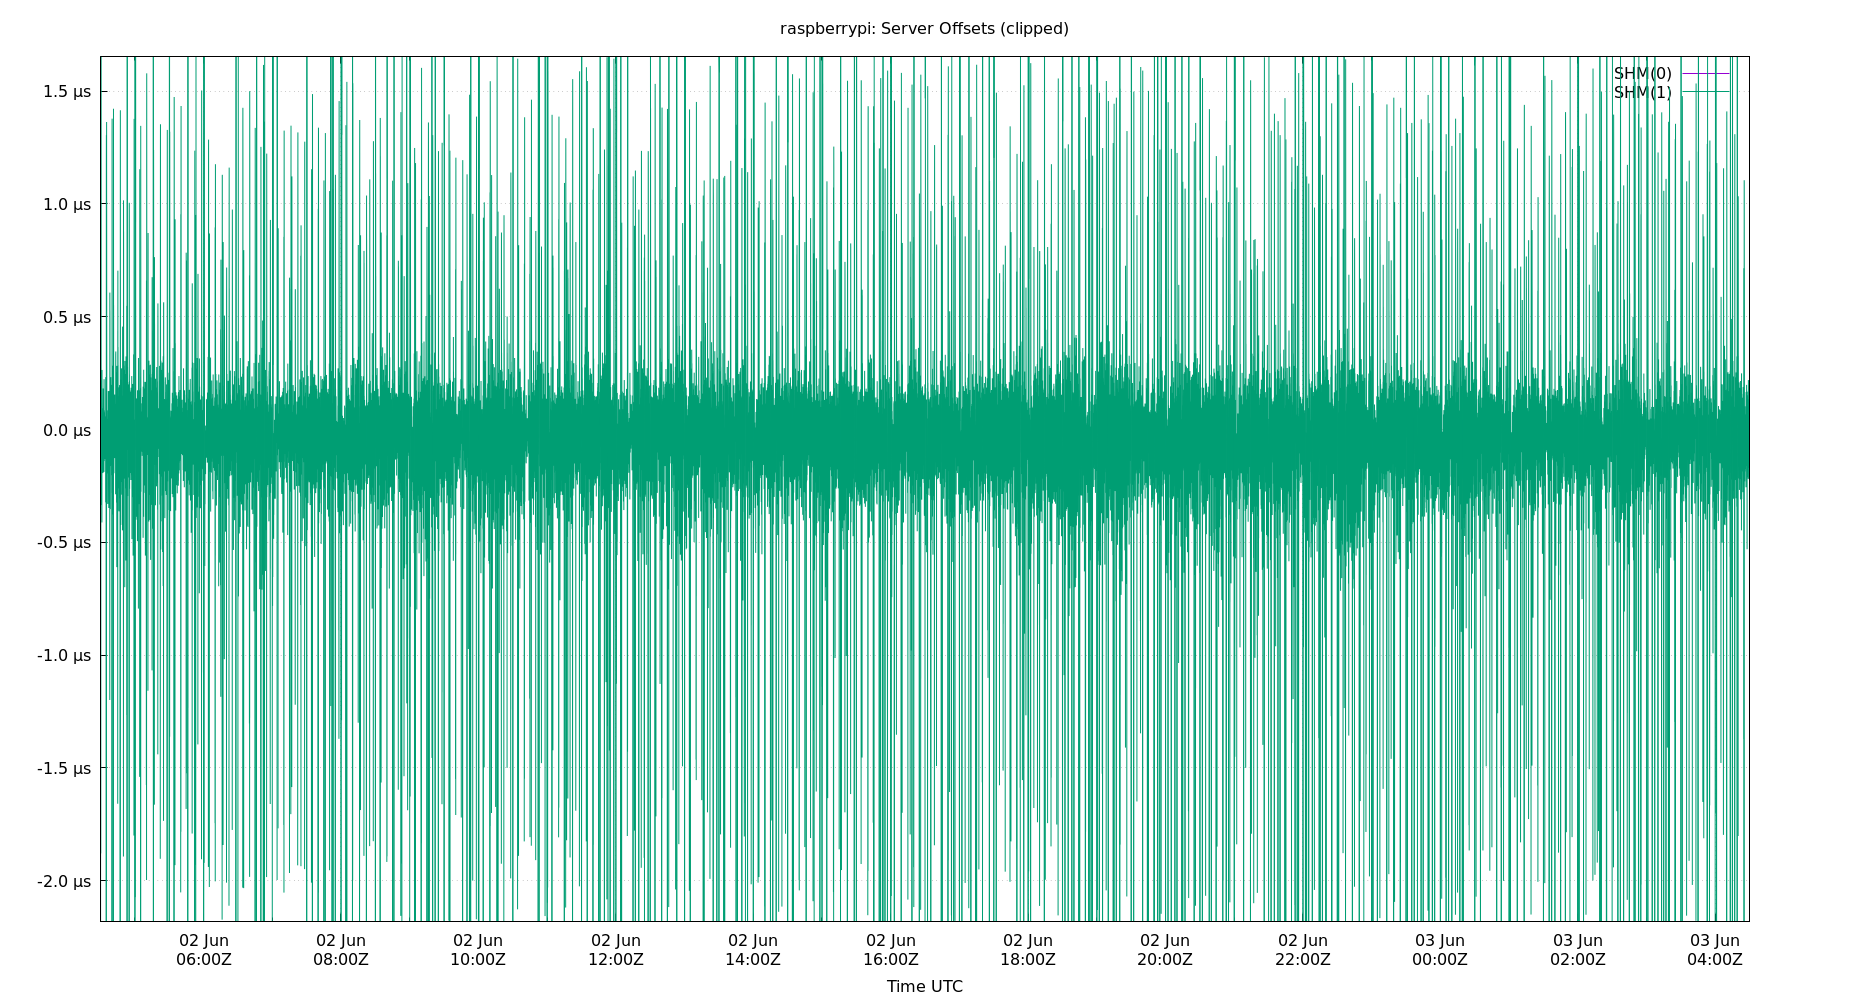 raspberrypi: Server Offsets (clipped)
SHM(0)
SHM(1)
1.5 μs
1.0 μs
0.5 μs
0.0 μs
-0.5 μs
-1.0 μs
-1.5 μs
-2.0 μs
02 Jun 02 Jun 02 Jun 02 Jun 02 Jun 02 Jun 02 Jun 02 Jun 02 Jun 03 Jun 03 Jun 03 Jun
06:00Z 08:00Z 10:00Z 12:00Z 14:00Z 16:00Z 18:00Z 20:00Z 22:00Z 00:00Z 02:00Z 04:00Z
Time UTC